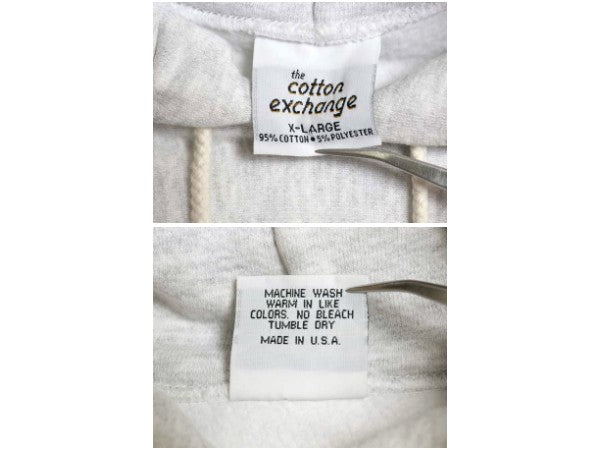 the
cotton
exchange
X-LARGE
95% COTTON • 5% POLYESTER
MACHINE WASH
WARM IN LIKE
COLORS. NO BLEACH
TUMBLE DRY
MADE IN U.S.A.